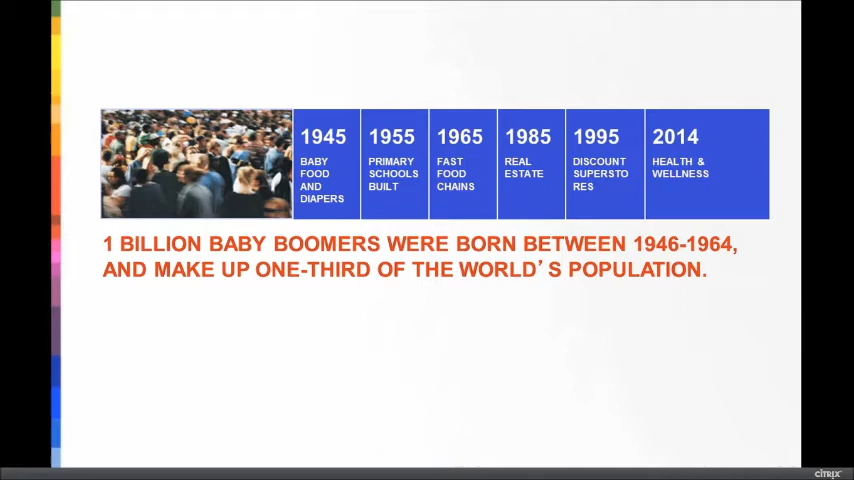 1945
BABY
FOOD
AND
DIAPERS
1955
PRIMARY
SCHOOLS
BUILT
1965
FAST
FOOD
CHAINS
1985
REAL
ESTATE
1995
DISCOUNT
SUPERSTO
RES
2014
HEALTH &
WELLNESS
1 BILLION BABY BOOMERS WERE BORN BETWEEN 1946-1964,
AND MAKE UP ONE-THIRD OF THE WORLD’S POPULATION.
CITRIX